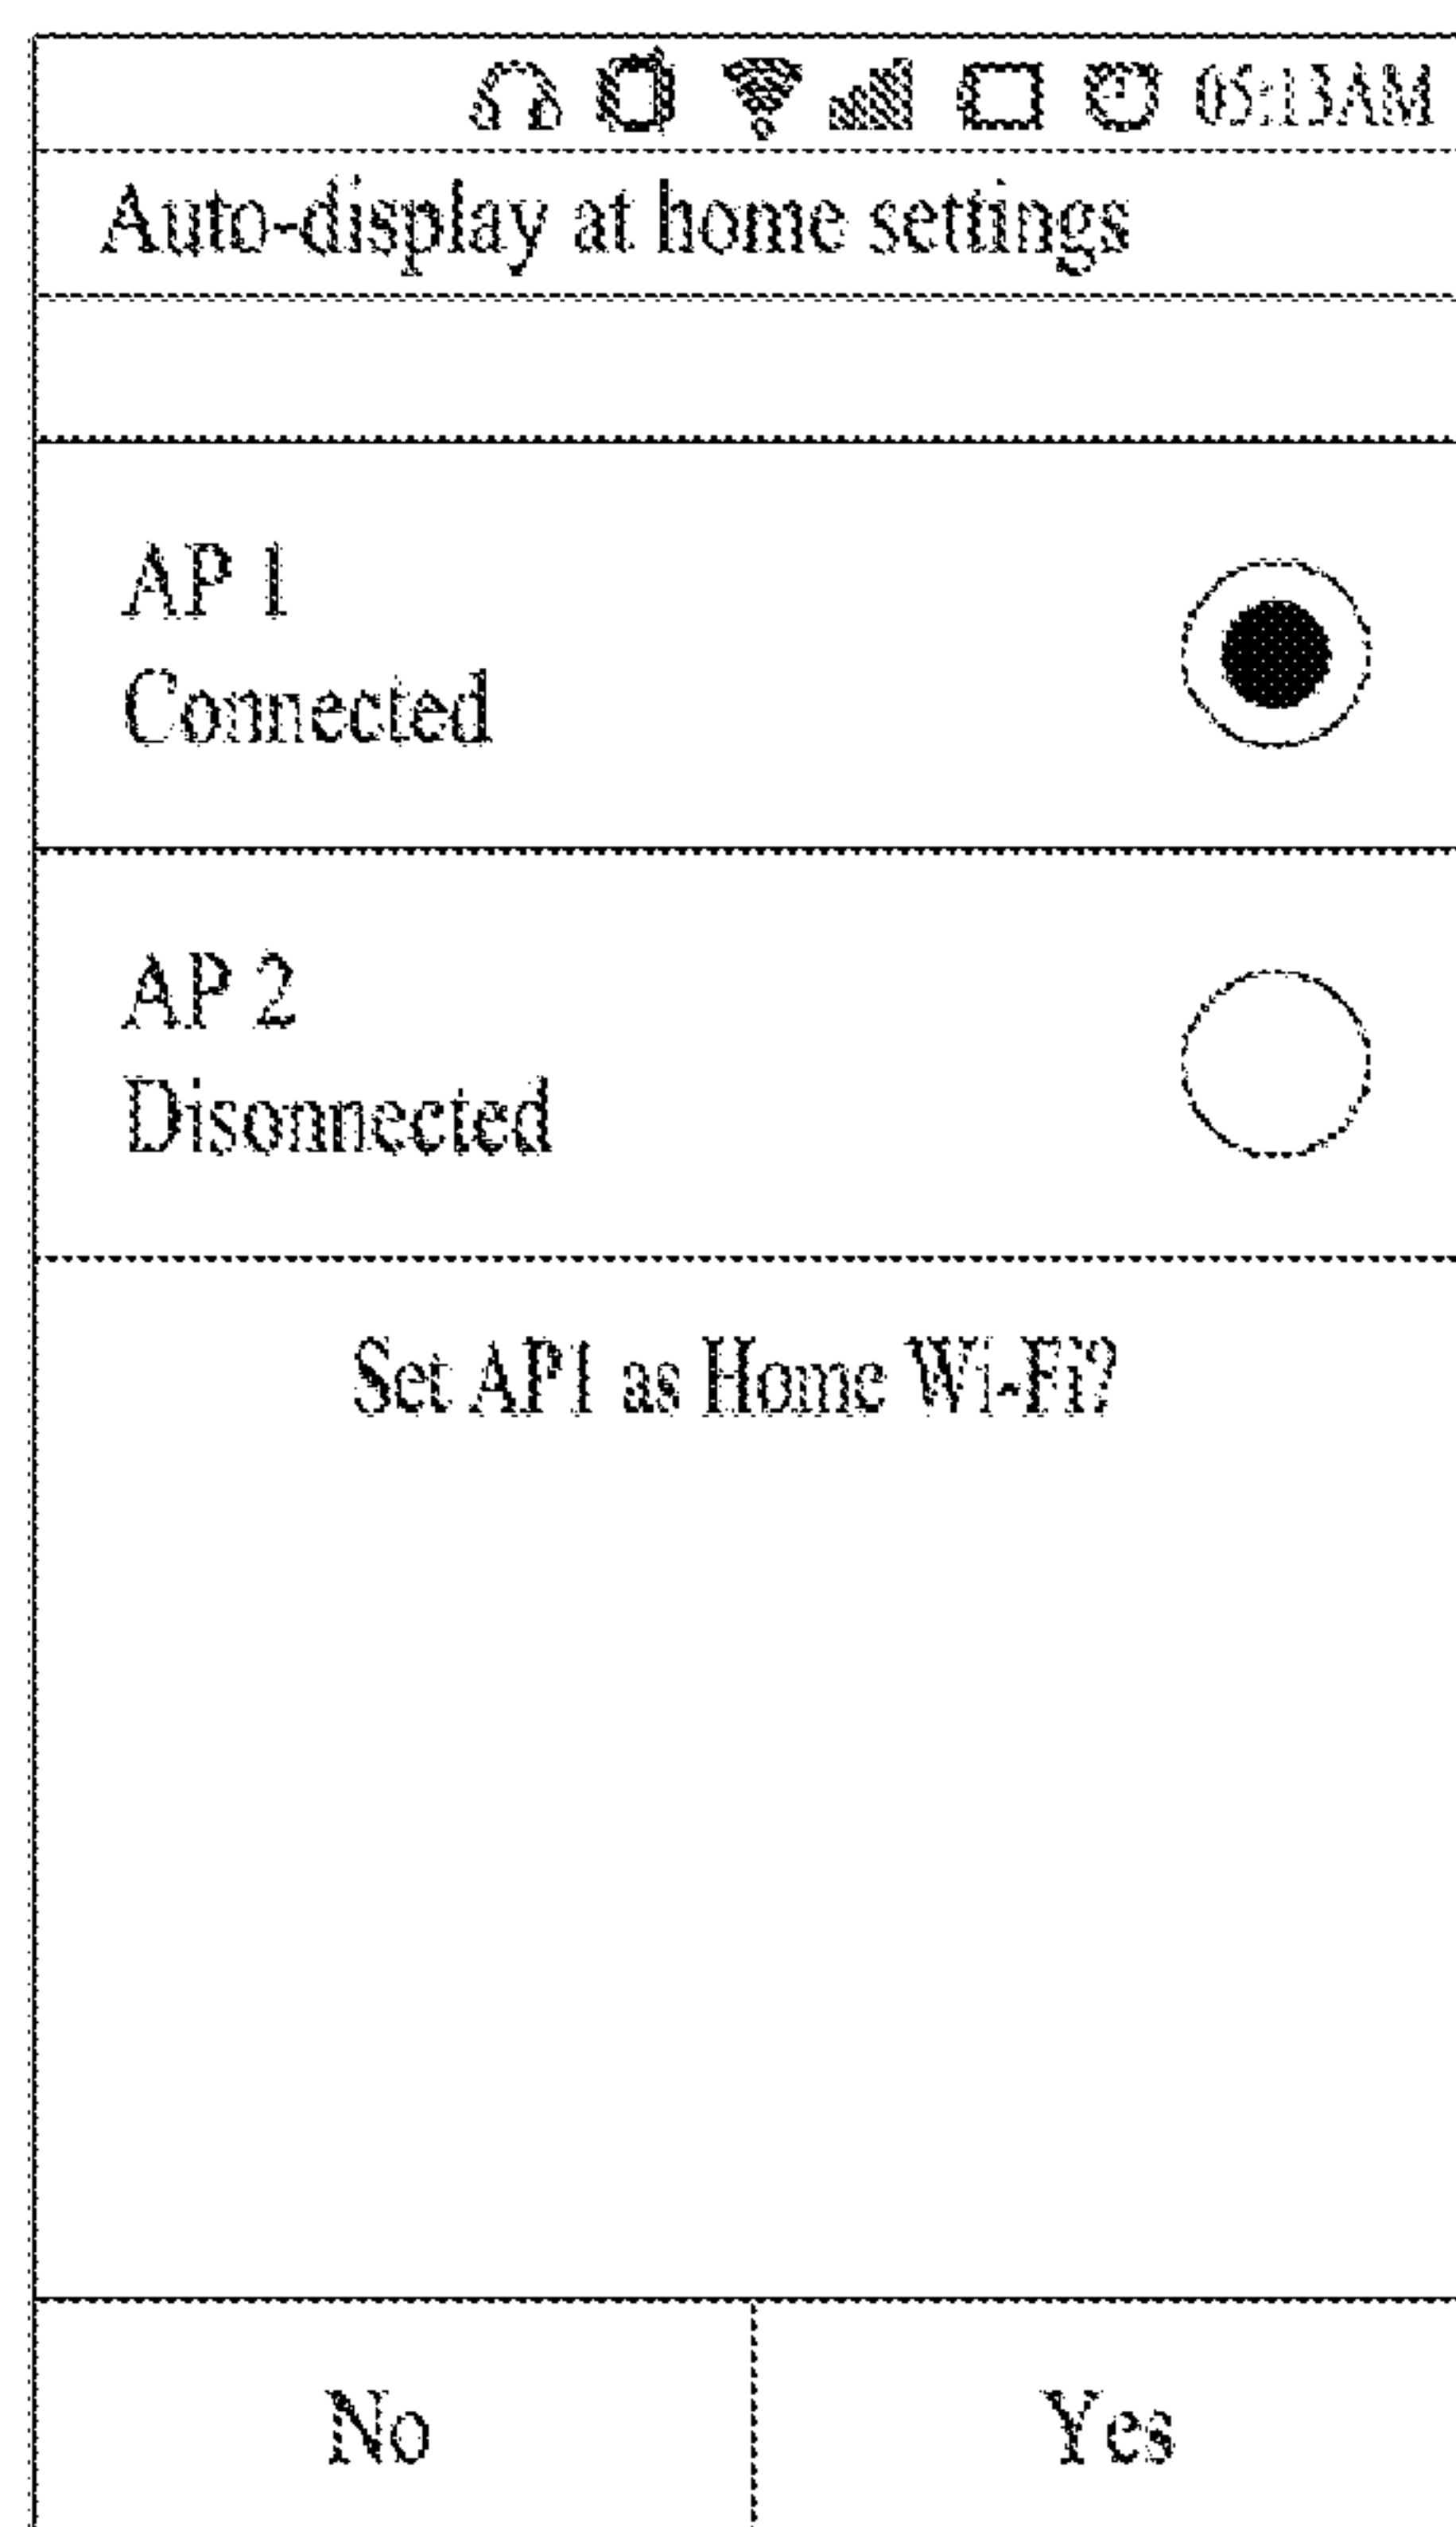 05:13AM
Auto-display at home settings
AP 1
Connected
AP 2
Disonnected
Set AP1 as Home Wi-Fi?
No
Yes